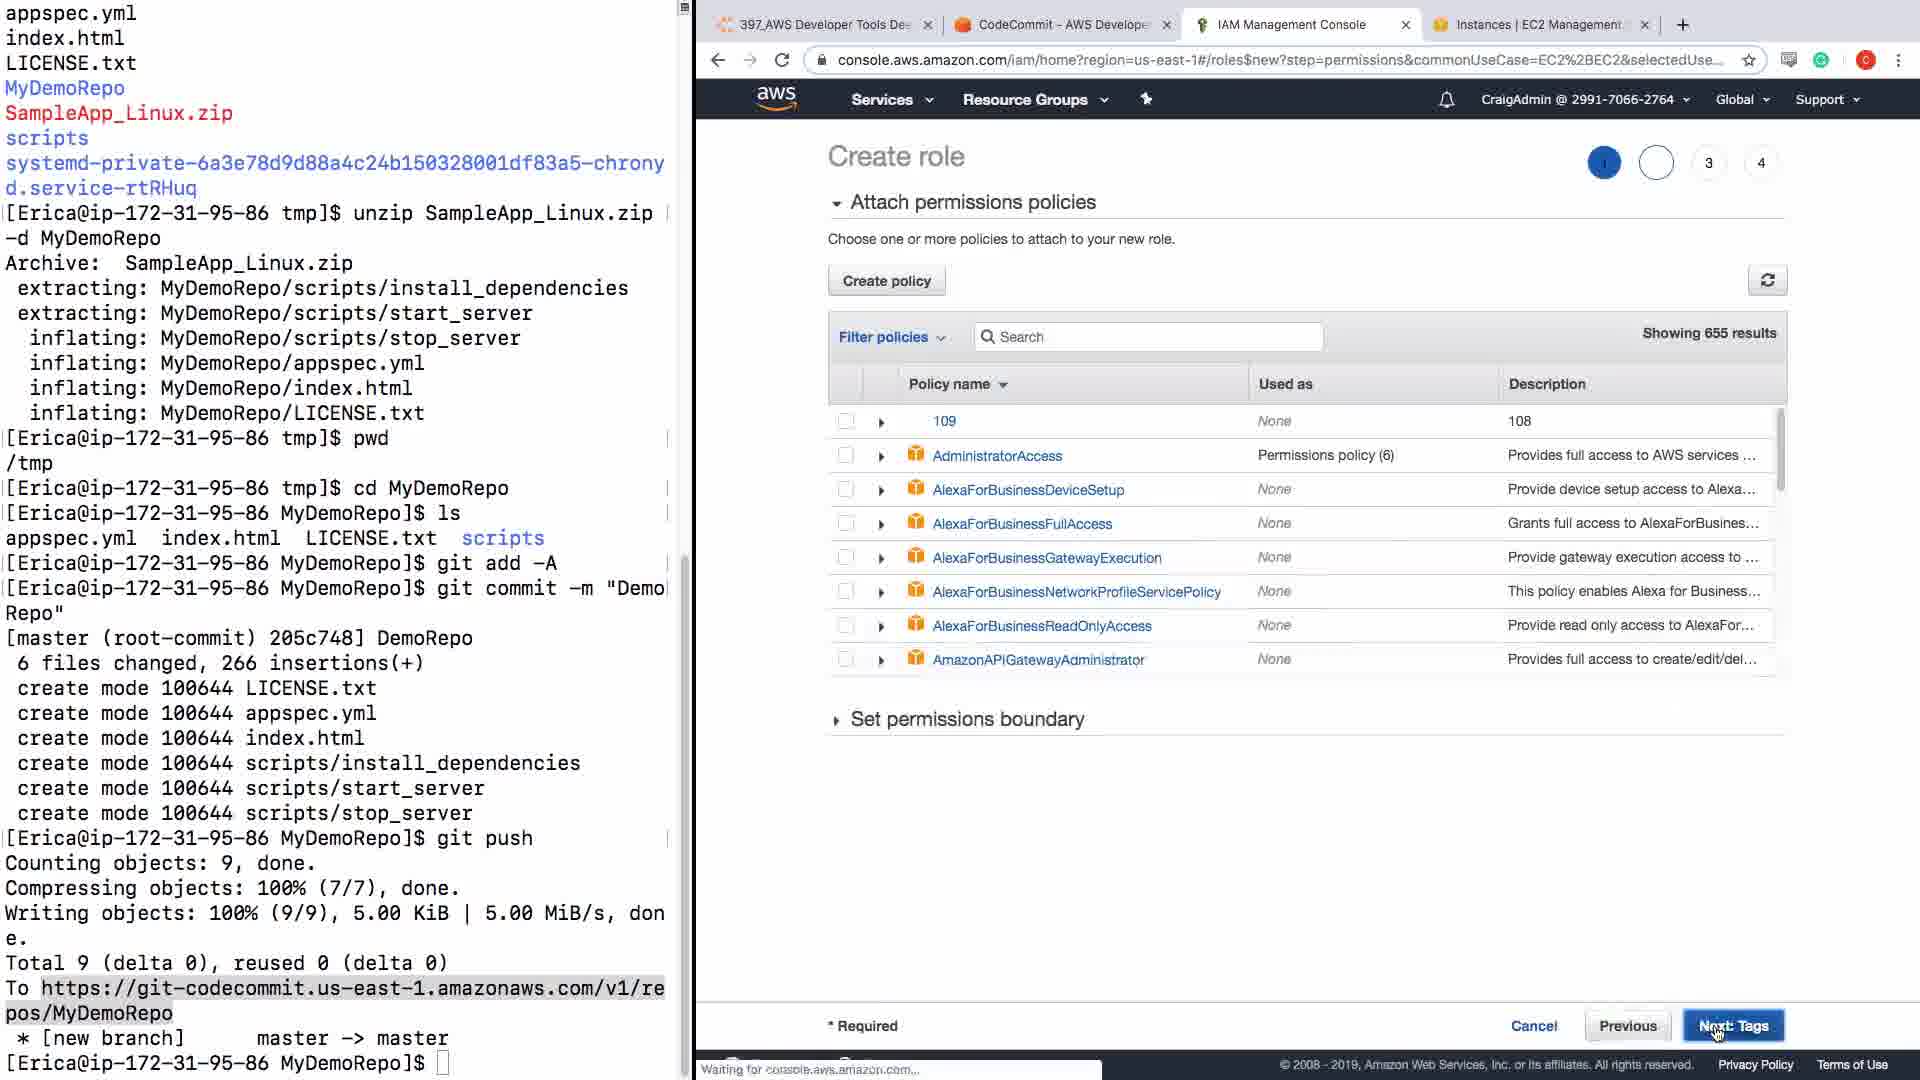 appspec.yml
index.html
LICENSE.txt
MyDemoRepo
SampleApp_Linux.zip
scripts
systemd-private-6a3e78d9d88a4c24b150328001df83a5-chrony
d.service-rtRHuq
[Erica@ip-172-31-95-86 tmp]$ unzip SampleApp_Linux.zip
-d MyDemoRepo
Archive:  SampleApp_Linux.zip
 extracting: MyDemoRepo/scripts/install_dependencies
 extracting: MyDemoRepo/scripts/start_server
  inflating: MyDemoRepo/scripts/stop_server
  inflating: MyDemoRepo/appspec.yml
  inflating: MyDemoRepo/index.html
  inflating: MyDemoRepo/LICENSE.txt
[Erica@ip-172-31-95-86 tmp]$ pwd
/tmp
[Erica@ip-172-31-95-86 tmp]$ cd MyDemoRepo
[Erica@ip-172-31-95-86 MyDemoRepo]$ ls
appspec.yml  index.html  LICENSE.txt  scripts
[Erica@ip-172-31-95-86 MyDemoRepo]$ git add -A
[Erica@ip-172-31-95-86 MyDemoRepo]$ git commit -m "Demo
Repo"
[master (root-commit) 205c748] DemoRepo
 6 files changed, 266 insertions(+)
 create mode 100644 LICENSE.txt
 create mode 100644 appspec.yml
 create mode 100644 index.html
 create mode 100644 scripts/install_dependencies
 create mode 100644 scripts/start_server
 create mode 100644 scripts/stop_server
[Erica@ip-172-31-95-86 MyDemoRepo]$ git push
Counting objects: 9, done.
Compressing objects: 100% (7/7), done.
Writing objects: 100% (9/9), 5.00 KiB | 5.00 MiB/s, don
e.
Total 9 (delta 0), reused 0 (delta 0)
To https://git-codecommit.us-east-1.amazonaws.com/v1/re
pos/MyDemoRepo
 * [new branch]      master -> master
[Erica@ip-172-31-95-86 MyDemoRepo]$
397_AWS Developer Tools Dee
CodeCommit - AWS Develope
IAM Management Console
Instances | EC2 Management
console.aws.amazon.com/iam/home?region=us-east-1#/roles$new?step=permissions&commonUseCase=EC2%2BEC2&selectedUse...
C
aws
Services
Resource Groups
CraigAdmin @ 2991-7066-2764
Global
Support
Create role
1
3
4
Attach permissions policies
Choose one or more policies to attach to your new role.
Create policy
Filter policies
Search
Showing 655 results
Policy name Used as Description
109 None 108
AdministratorAccess Permissions policy (6) Provides full access to AWS services ...
AlexaForBusinessDeviceSetup None Provide device setup access to Alexa...
AlexaForBusinessFullAccess None Grants full access to AlexaForBusines...
AlexaForBusinessGatewayExecution None Provide gateway execution access to ...
AlexaForBusinessNetworkProfileServicePolicy None This policy enables Alexa for Business...
AlexaForBusinessReadOnlyAccess None Provide read only access to AlexaFor...
AmazonAPIGatewayAdministrator None Provides full access to create/edit/del...
Set permissions boundary
* Required
Cancel
Previous
Next: Tags
Waiting for console.aws.amazon.com...
© 2008 - 2019, Amazon Web Services, Inc. or its affiliates. All rights reserved.
Privacy Policy
Terms of Use